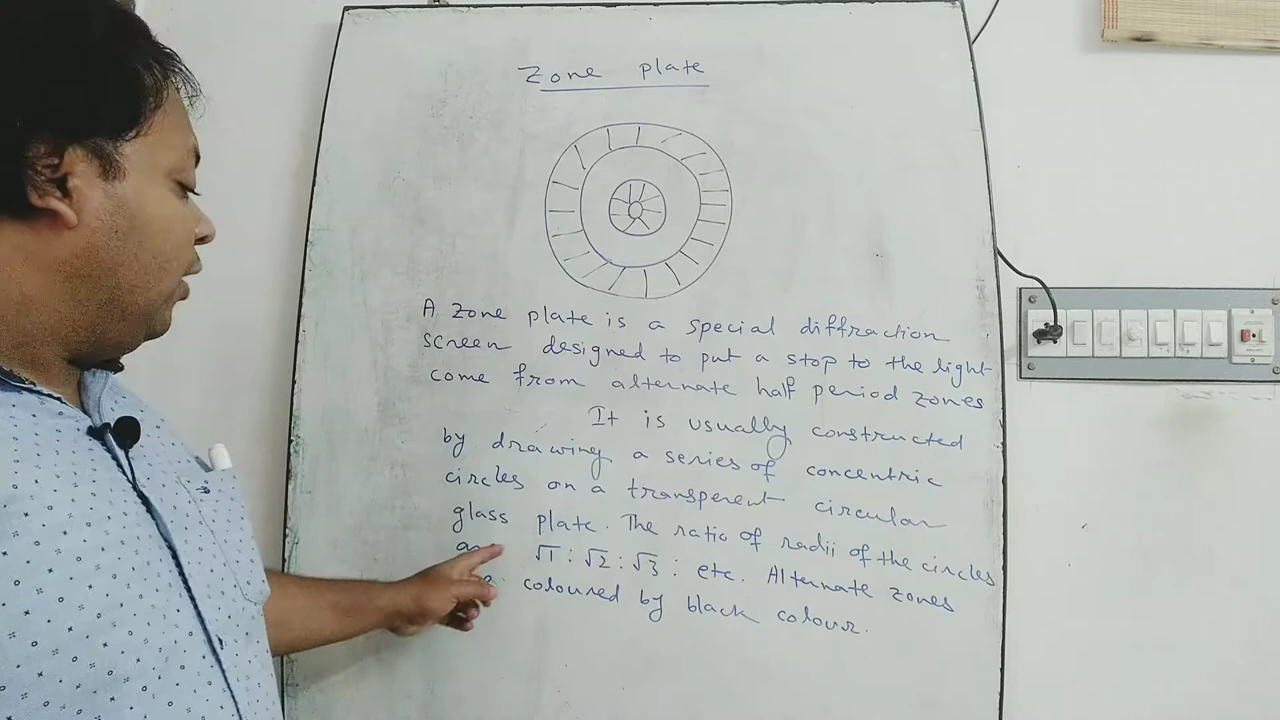 Zone plate
A zone plate is a special diffraction
screen designed to put a stop to the light
come from alternate half period zones
It is usually constructed
by drawing a series of concentric
circles on a transperent circular
glass plate. The ratio of radii of the circles
√1 : √2 : √3 : etc. Alternate zones
coloured by black colour.